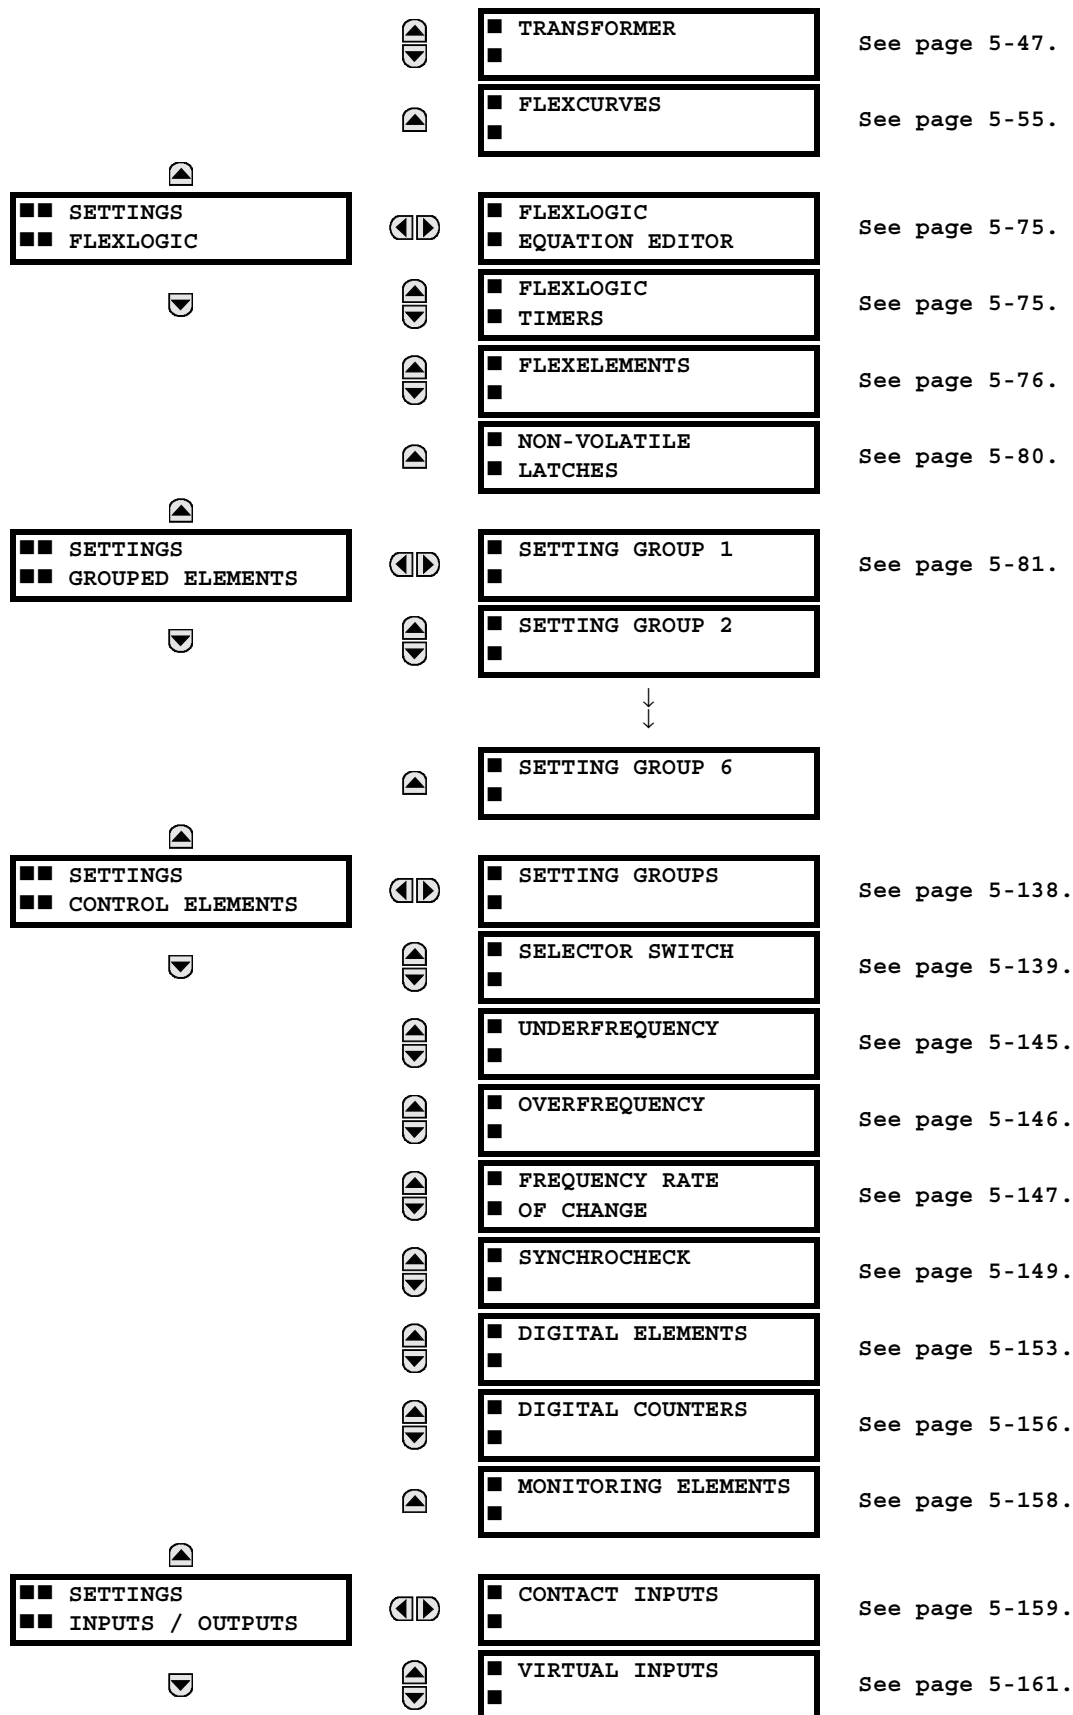 ■ TRANSFORMER
■
See page 5-47.
■ FLEXCURVES
■
See page 5-55.
■■ SETTINGS
■■ FLEXLOGIC
■ FLEXLOGIC
■ EQUATION EDITOR
See page 5-75.
■ FLEXLOGIC
■ TIMERS
See page 5-75.
■ FLEXELEMENTS
■
See page 5-76.
■ NON-VOLATILE
■ LATCHES
See page 5-80.
■■ SETTINGS
■■ GROUPED ELEMENTS
■ SETTING GROUP 1
■
See page 5-81.
■ SETTING GROUP 2
■
↓
↓
■ SETTING GROUP 6
■
■■ SETTINGS
■■ CONTROL ELEMENTS
■ SETTING GROUPS
■
See page 5-138.
■ SELECTOR SWITCH
■
See page 5-139.
■ UNDERFREQUENCY
■
See page 5-145.
■ OVERFREQUENCY
■
See page 5-146.
■ FREQUENCY RATE
■ OF CHANGE
See page 5-147.
■ SYNCHROCHECK
■
See page 5-149.
■ DIGITAL ELEMENTS
■
See page 5-153.
■ DIGITAL COUNTERS
■
See page 5-156.
■ MONITORING ELEMENTS
■
See page 5-158.
■■ SETTINGS
■■ INPUTS / OUTPUTS
■ CONTACT INPUTS
■
See page 5-159.
■ VIRTUAL INPUTS
■
See page 5-161.